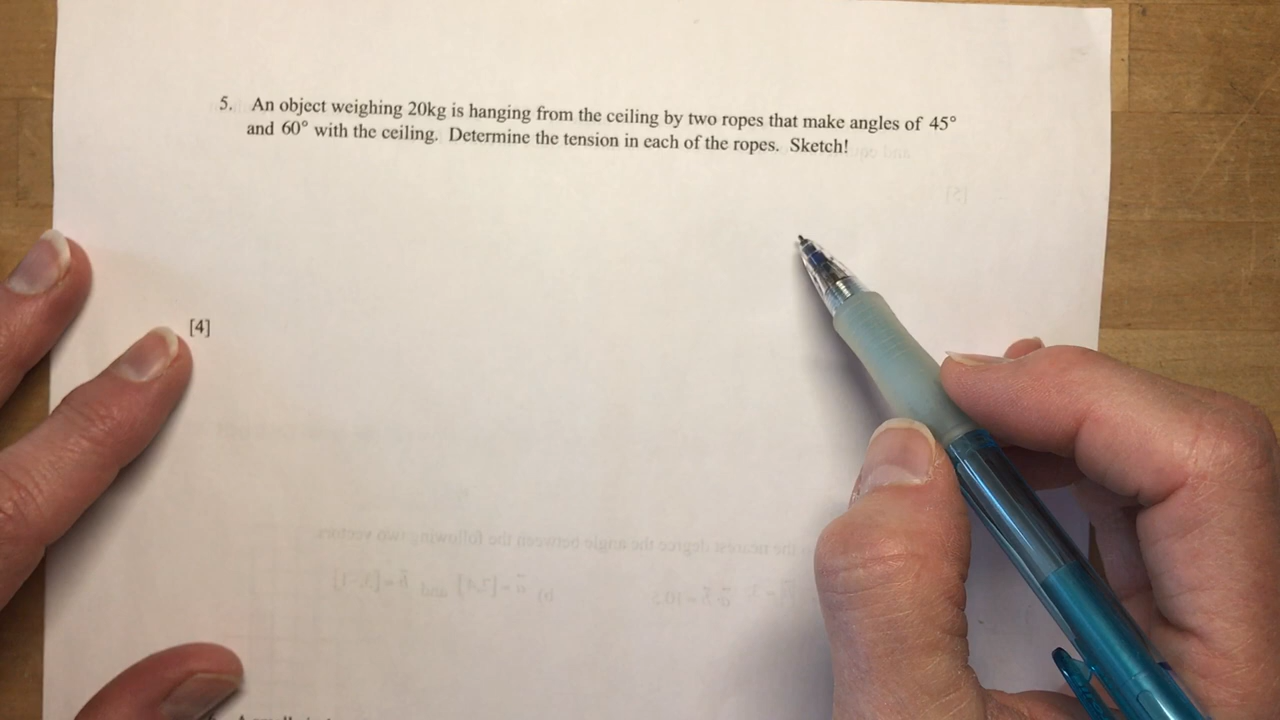 5. An object weighing 20kg is hanging from the ceiling by two ropes that make angles of 45°
and 60° with the ceiling. Determine the tension in each of the ropes. Sketch!
[4]